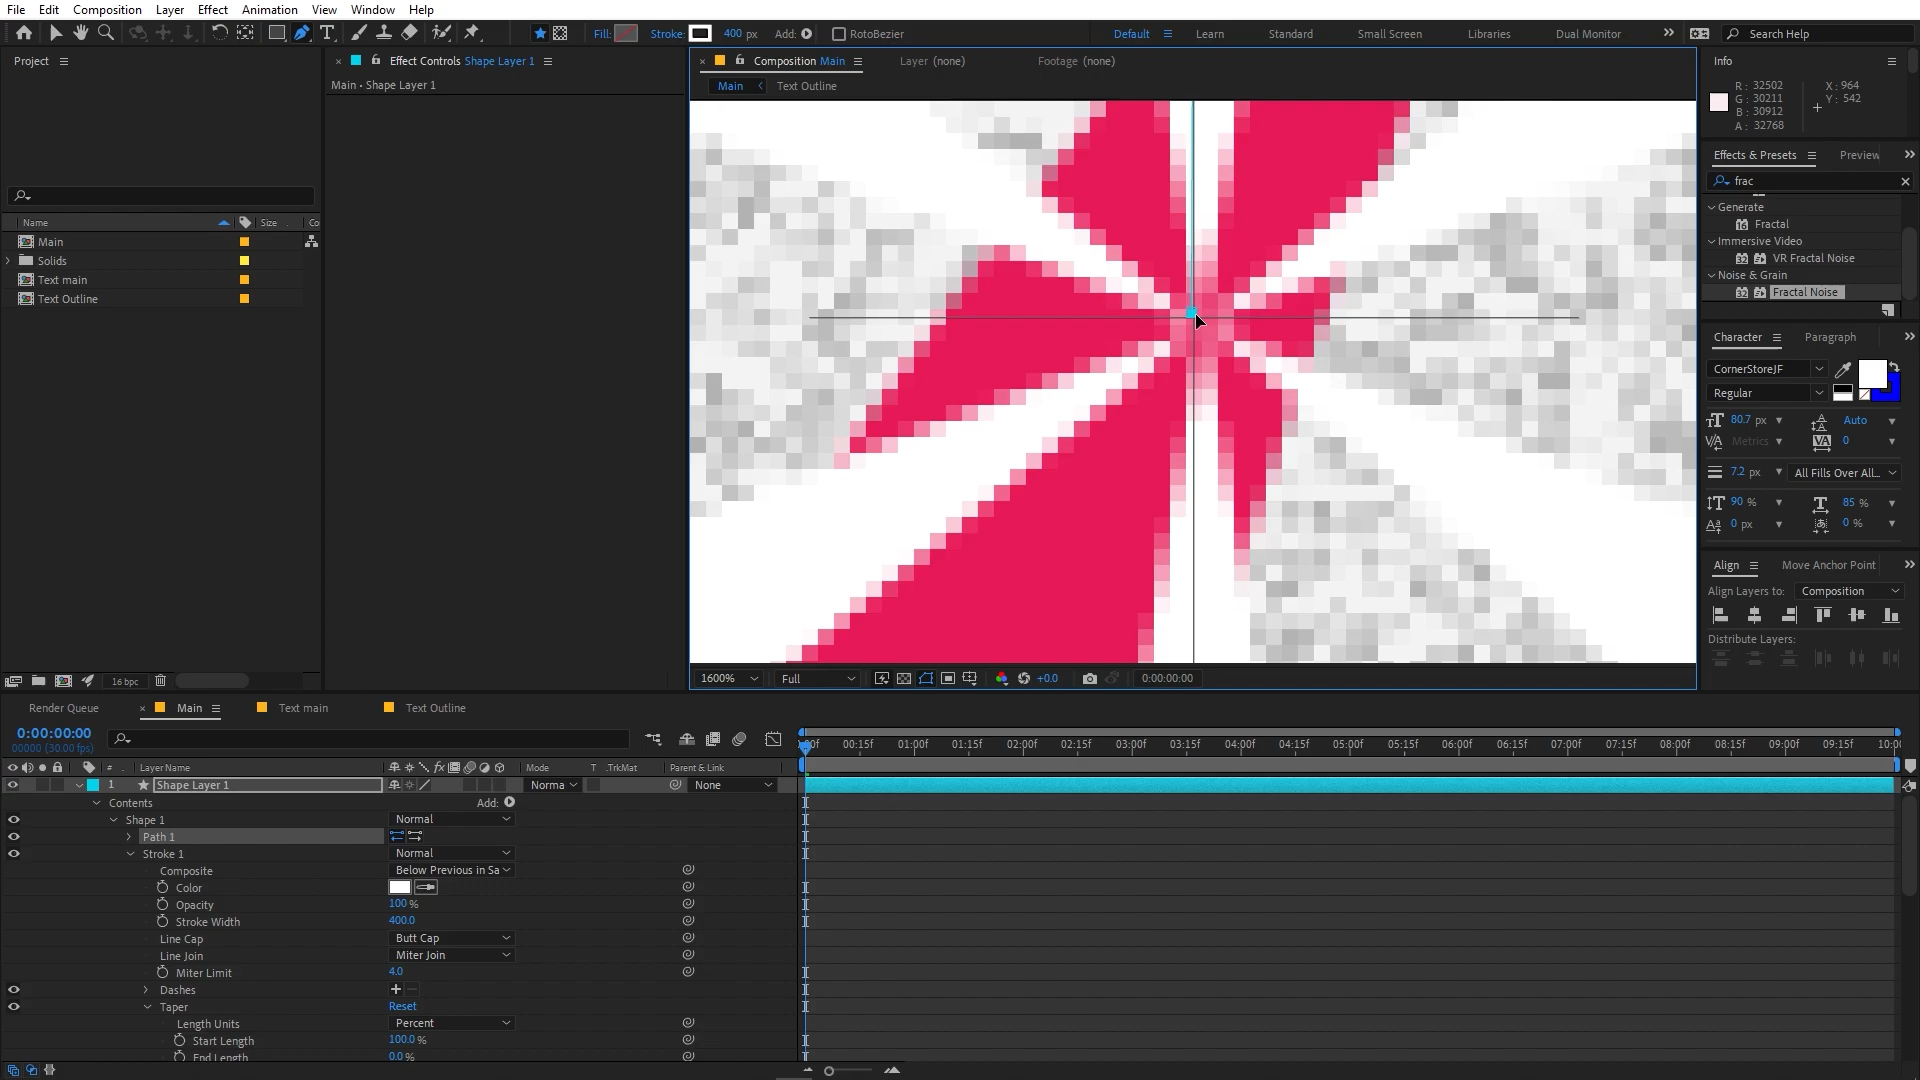 File Edit Composition Layer Effect Animation View Window Help
Fill: Stroke: 400 px Add: RotoBezier Default Learn Standard Small Screen Libraries Dual Monitor Search Help
Project
Effect Controls Shape Layer 1
Main • Shape Layer 1
Composition Main
Layer (none)
Footage (none)
Main
Text Outline
Info
R: 32502
G: 30211
B: 30912
A: 32768
X: 964
Y: 542
Effects & Presets
Preview
frac
Generate
Fractal
Immersive Video
VR Fractal Noise
Noise & Grain
Fractal Noise
Name
Size
Co
Main
Solids
Text main
Text Outline
16 bpc
Character
Paragraph
CornerStoreJF
Regular
80.7 px
Auto
Metrics
0
7.2 px
All Fills Over All...
90 %
85 %
0 px
0 %
Align
Move Anchor Point
Align Layers to: Composition
Distribute Layers:
1600%
Full
+0.0
0:00:00:00
Render Queue
Main
Text main
Text Outline
0:00:00:00
00000 (30.00 fps)
:00f 00:15f 01:00f 01:15f 02:00f 02:15f 03:00f 03:15f 04:00f 04:15f 05:00f 05:15f 06:00f 06:15f 07:00f 07:15f 08:00f 08:15f 09:00f 09:15f 10:00
# Layer Name Mode T .TrkMat Parent & Link
1 Shape Layer 1 Norma None
Contents Add:
Shape 1 Normal
Path 1
Stroke 1 Normal
Composite Below Previous in Sa
Color
Opacity 100 %
Stroke Width 400.0
Line Cap Butt Cap
Line Join Miter Join
Miter Limit 4.0
Dashes
Taper Reset
Length Units Percent
Start Length 100.0 %
End Length 0.0 %